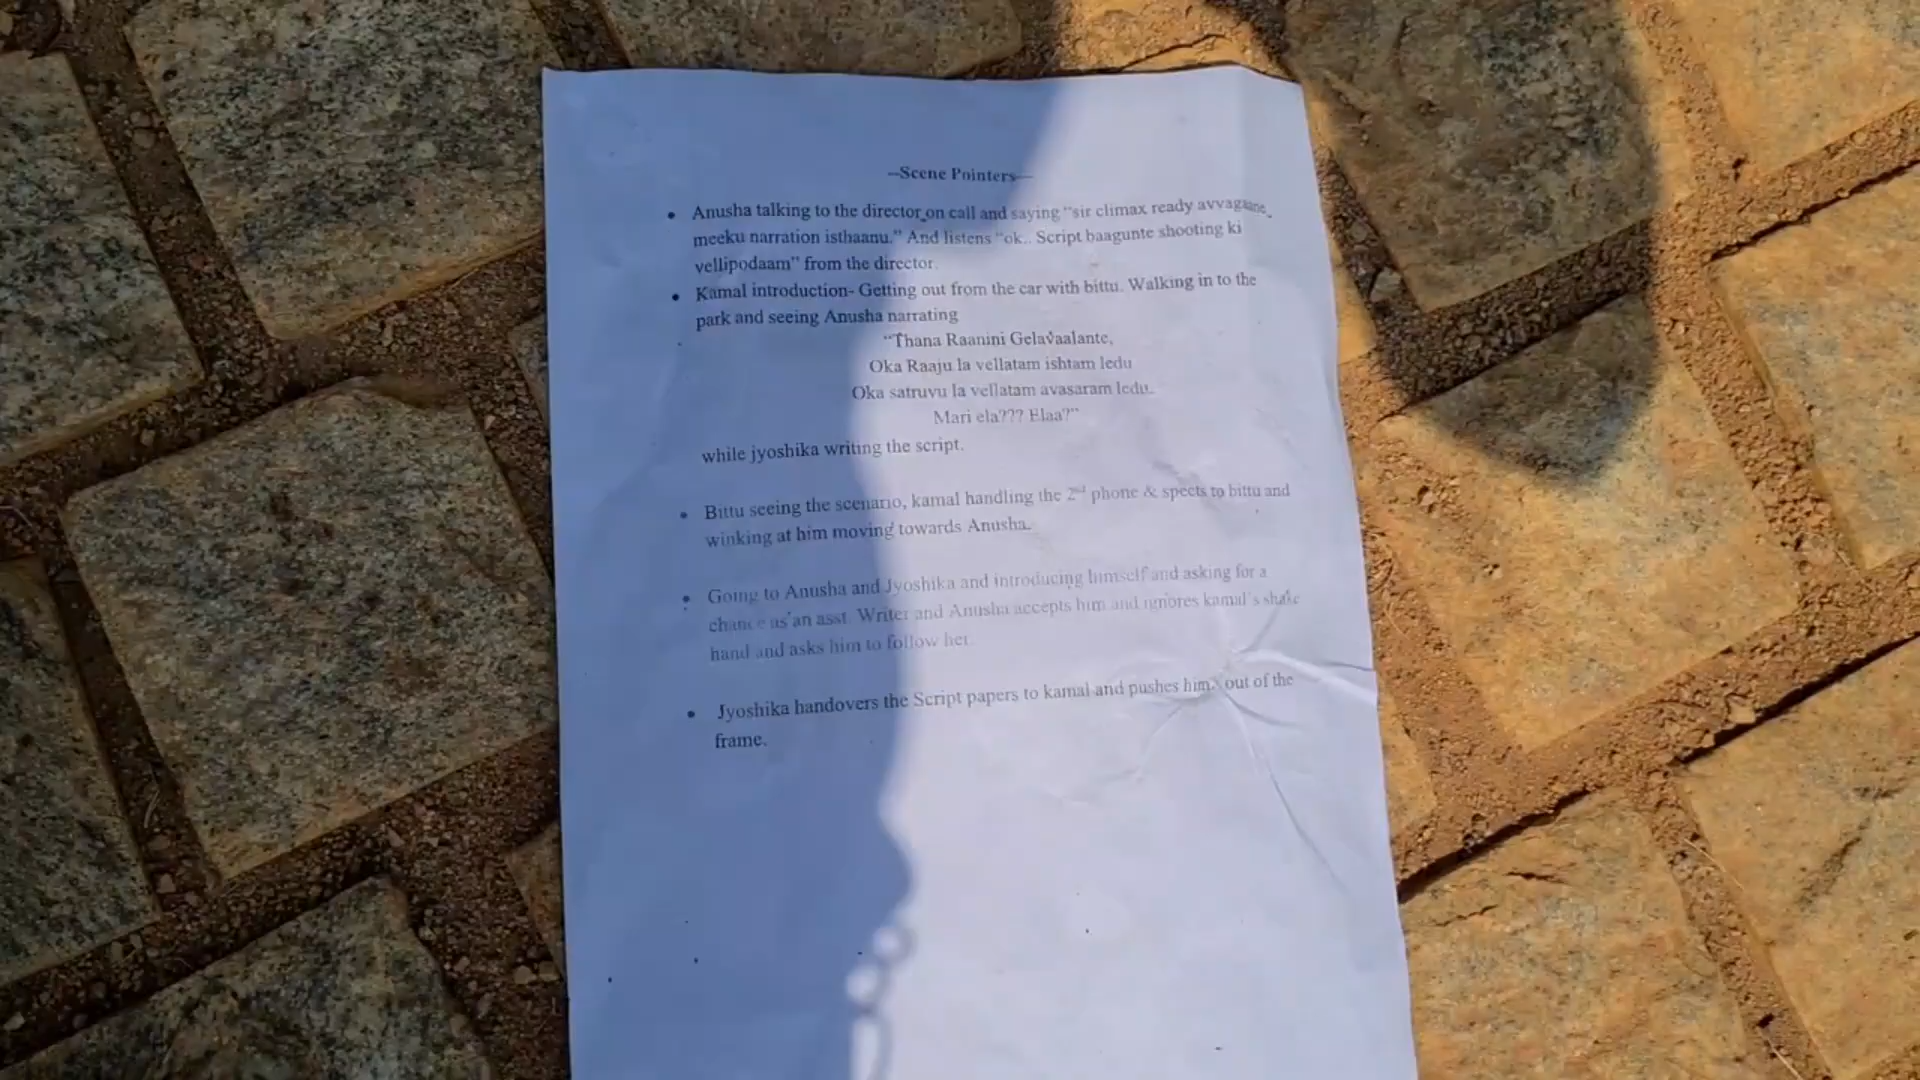 --Scene Pointers--
• Anusha talking to the director on call and saying "sir climax ready avvagaane
meeku narration isthaanu." And listens "ok.. Script baagunte shooting ki
vellipodaam" from the director.
• Kamal introduction- Getting out from the car with bittu. Walking in to the
park and seeing Anusha narrating
"Thana Raanini Gelavaalante,
Oka Raaju la vellatam ishtam ledu
Oka satruvu la vellatam avasaram ledu.
Mari ela??? Elaa?"
while jyoshika writing the script.
• Bittu seeing the scenario, kamal handling the 2nd phone & spects to bittu and
winking at him moving towards Anusha.
• Going to Anusha and Jyoshika and introducing himself and asking for a
chance as an asst. Writer and Anusha accepts him and ignores kamal's shake
hand and asks him to follow her.
• Jyoshika handovers the Script papers to kamal and pushes him out of the
frame.